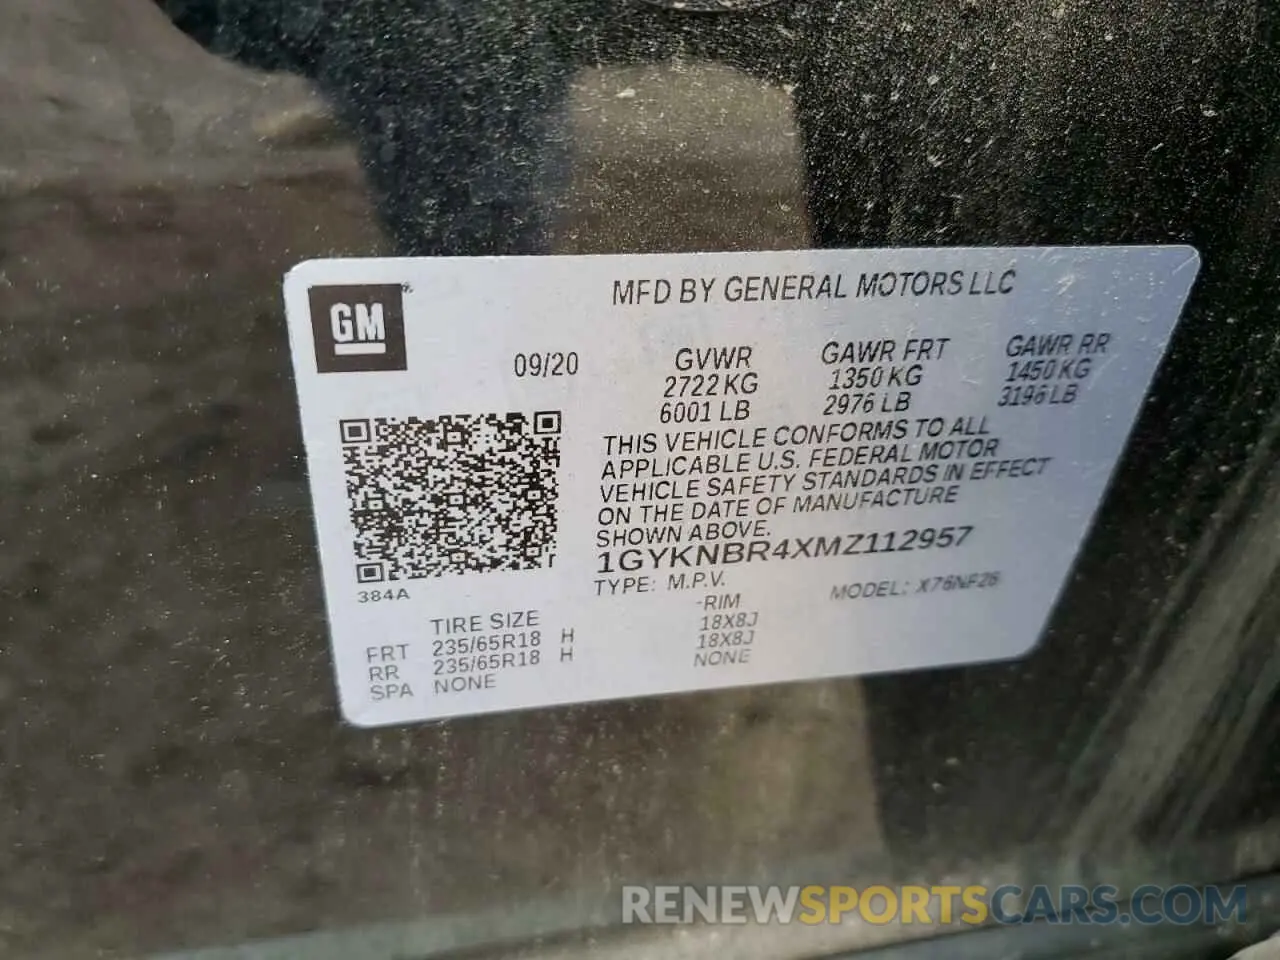 MFD BY GENERAL MOTORS LLC
GM
09/20
GVWR GAWR FRT GAWR RR
2722 KG 1350 KG 1450 KG
6001 LB 2976 LB 3196 LB
THIS VEHICLE CONFORMS TO ALL
APPLICABLE U.S. FEDERAL MOTOR
VEHICLE SAFETY STANDARDS IN EFFECT
ON THE DATE OF MANUFACTURE
SHOWN ABOVE.
1GYKNBR4XMZ112957
TYPE: M.P.V. MODEL: X76NF26
384A
TIRE SIZE RIM
FRT 235/65R18 H 18X8J
RR 235/65R18 H 18X8J
SPA NONE NONE
RENEWSPORTSCARS.COM